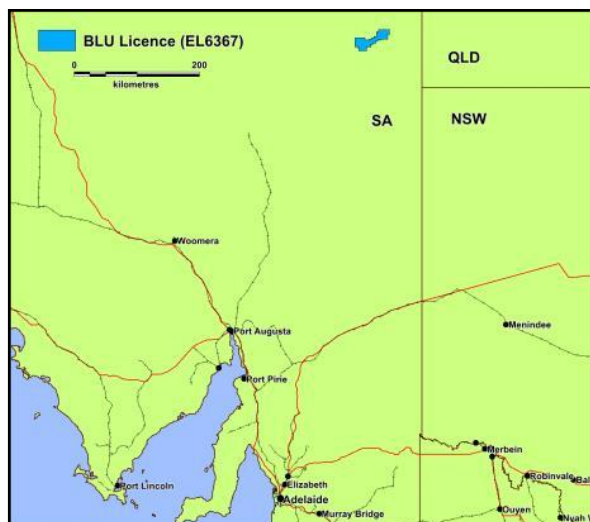 BLU Licence (EL6367)
0 200
kilometres
QLD
SA
NSW
Woomera
Port Augusta
Menindee
Port Pirie
Merbein
Robinvale
Elizabeth
Port Lincoln
Adelaide
Ouyen
Murray Bridge